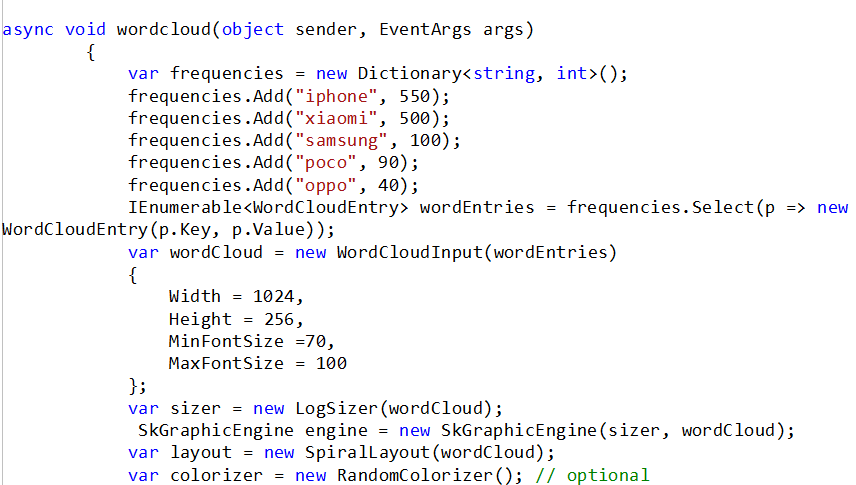 async void wordcloud(object sender, EventArgs args)
{
var frequencies = new Dictionary<string, int>();
frequencies.Add("iphone", 550);
frequencies.Add("xiaomi", 500);
frequencies.Add("samsung", 100);
frequencies.Add("poco", 90);
frequencies.Add("oppo", 40);
IEnumerable<WordCloudEntry> wordEntries = frequencies.Select(p => new
WordCloudEntry(p.Key, p.Value));
var wordCloud = new WordCloudInput(wordEntries)
{
Width = 1024,
Height = 256,
MinFontSize =70,
MaxFontSize = 100
};
var sizer = new LogSizer(wordCloud);
SkGraphicEngine engine = new SkGraphicEngine(sizer, wordCloud);
var layout = new SpiralLayout(wordCloud);
var colorizer = new RandomColorizer(); // optional